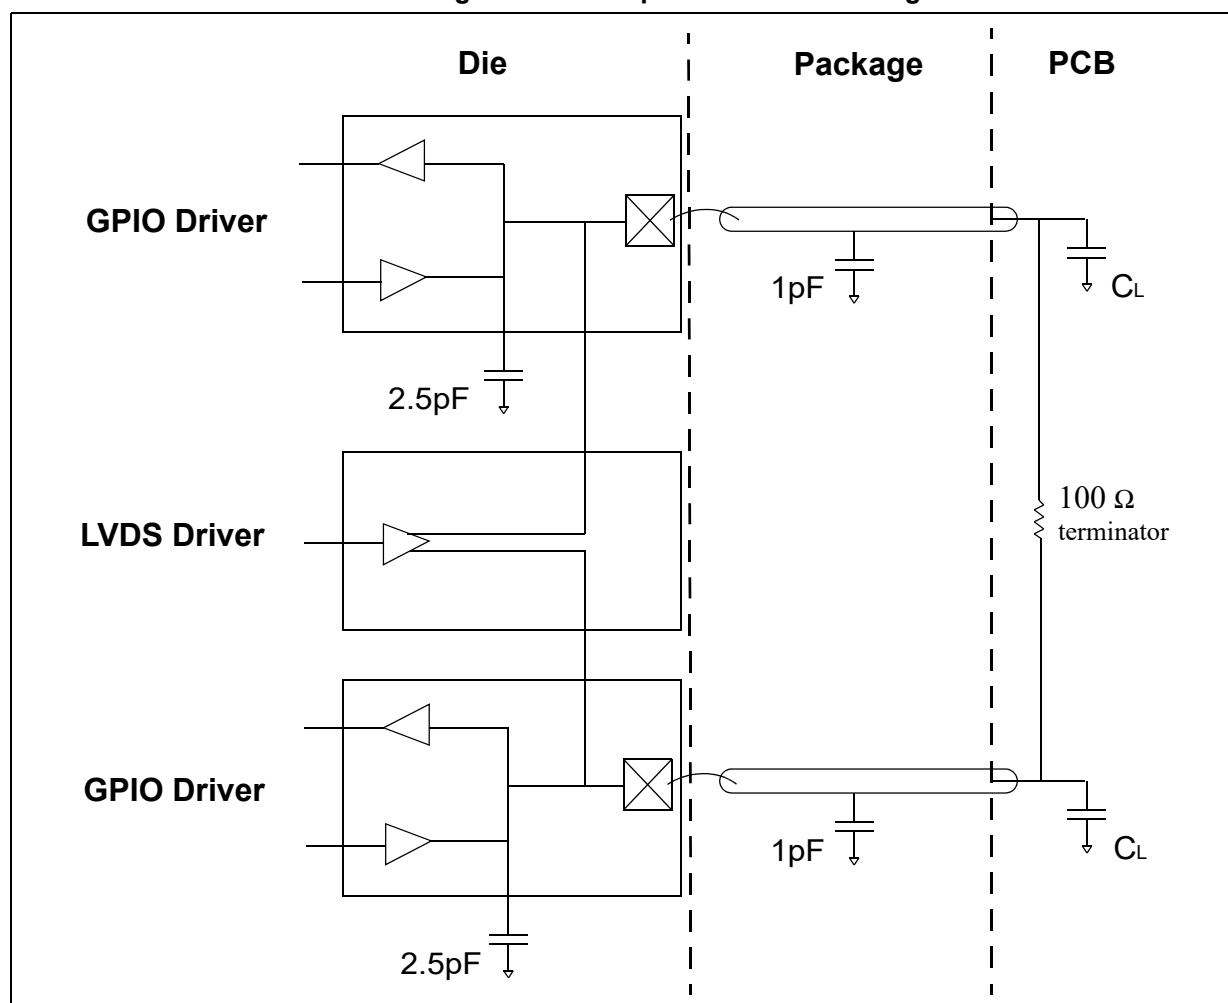 Die
Package
PCB
GPIO Driver
1pF
CL
2.5pF
100 Ω
terminator
LVDS Driver
GPIO Driver
1pF
CL
2.5pF